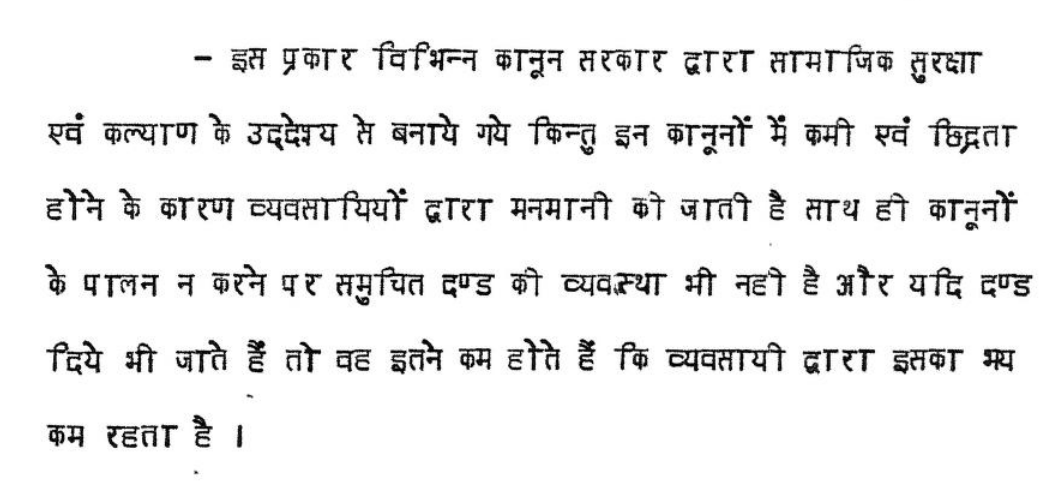 - इस प्रकार विभिन्न कानून सरकार द्वारा सामाजिक सुरक्षा
एवं कल्याण के उद्देश्य से बनाये गये किन्तु इन कानूनों में कमी एवं छिद्रता
होने के कारण व्यवसायियों द्वारा मनमानी की जाती है साथ ही कानूनों
के पालन न करने पर समुचित दण्ड की व्यवस्था भी नही है और यदि दण्ड
दिये भी जाते हैं तो वह इतने कम होते हैं कि व्यवसायी द्वारा इसका भय
कम रहता है ।